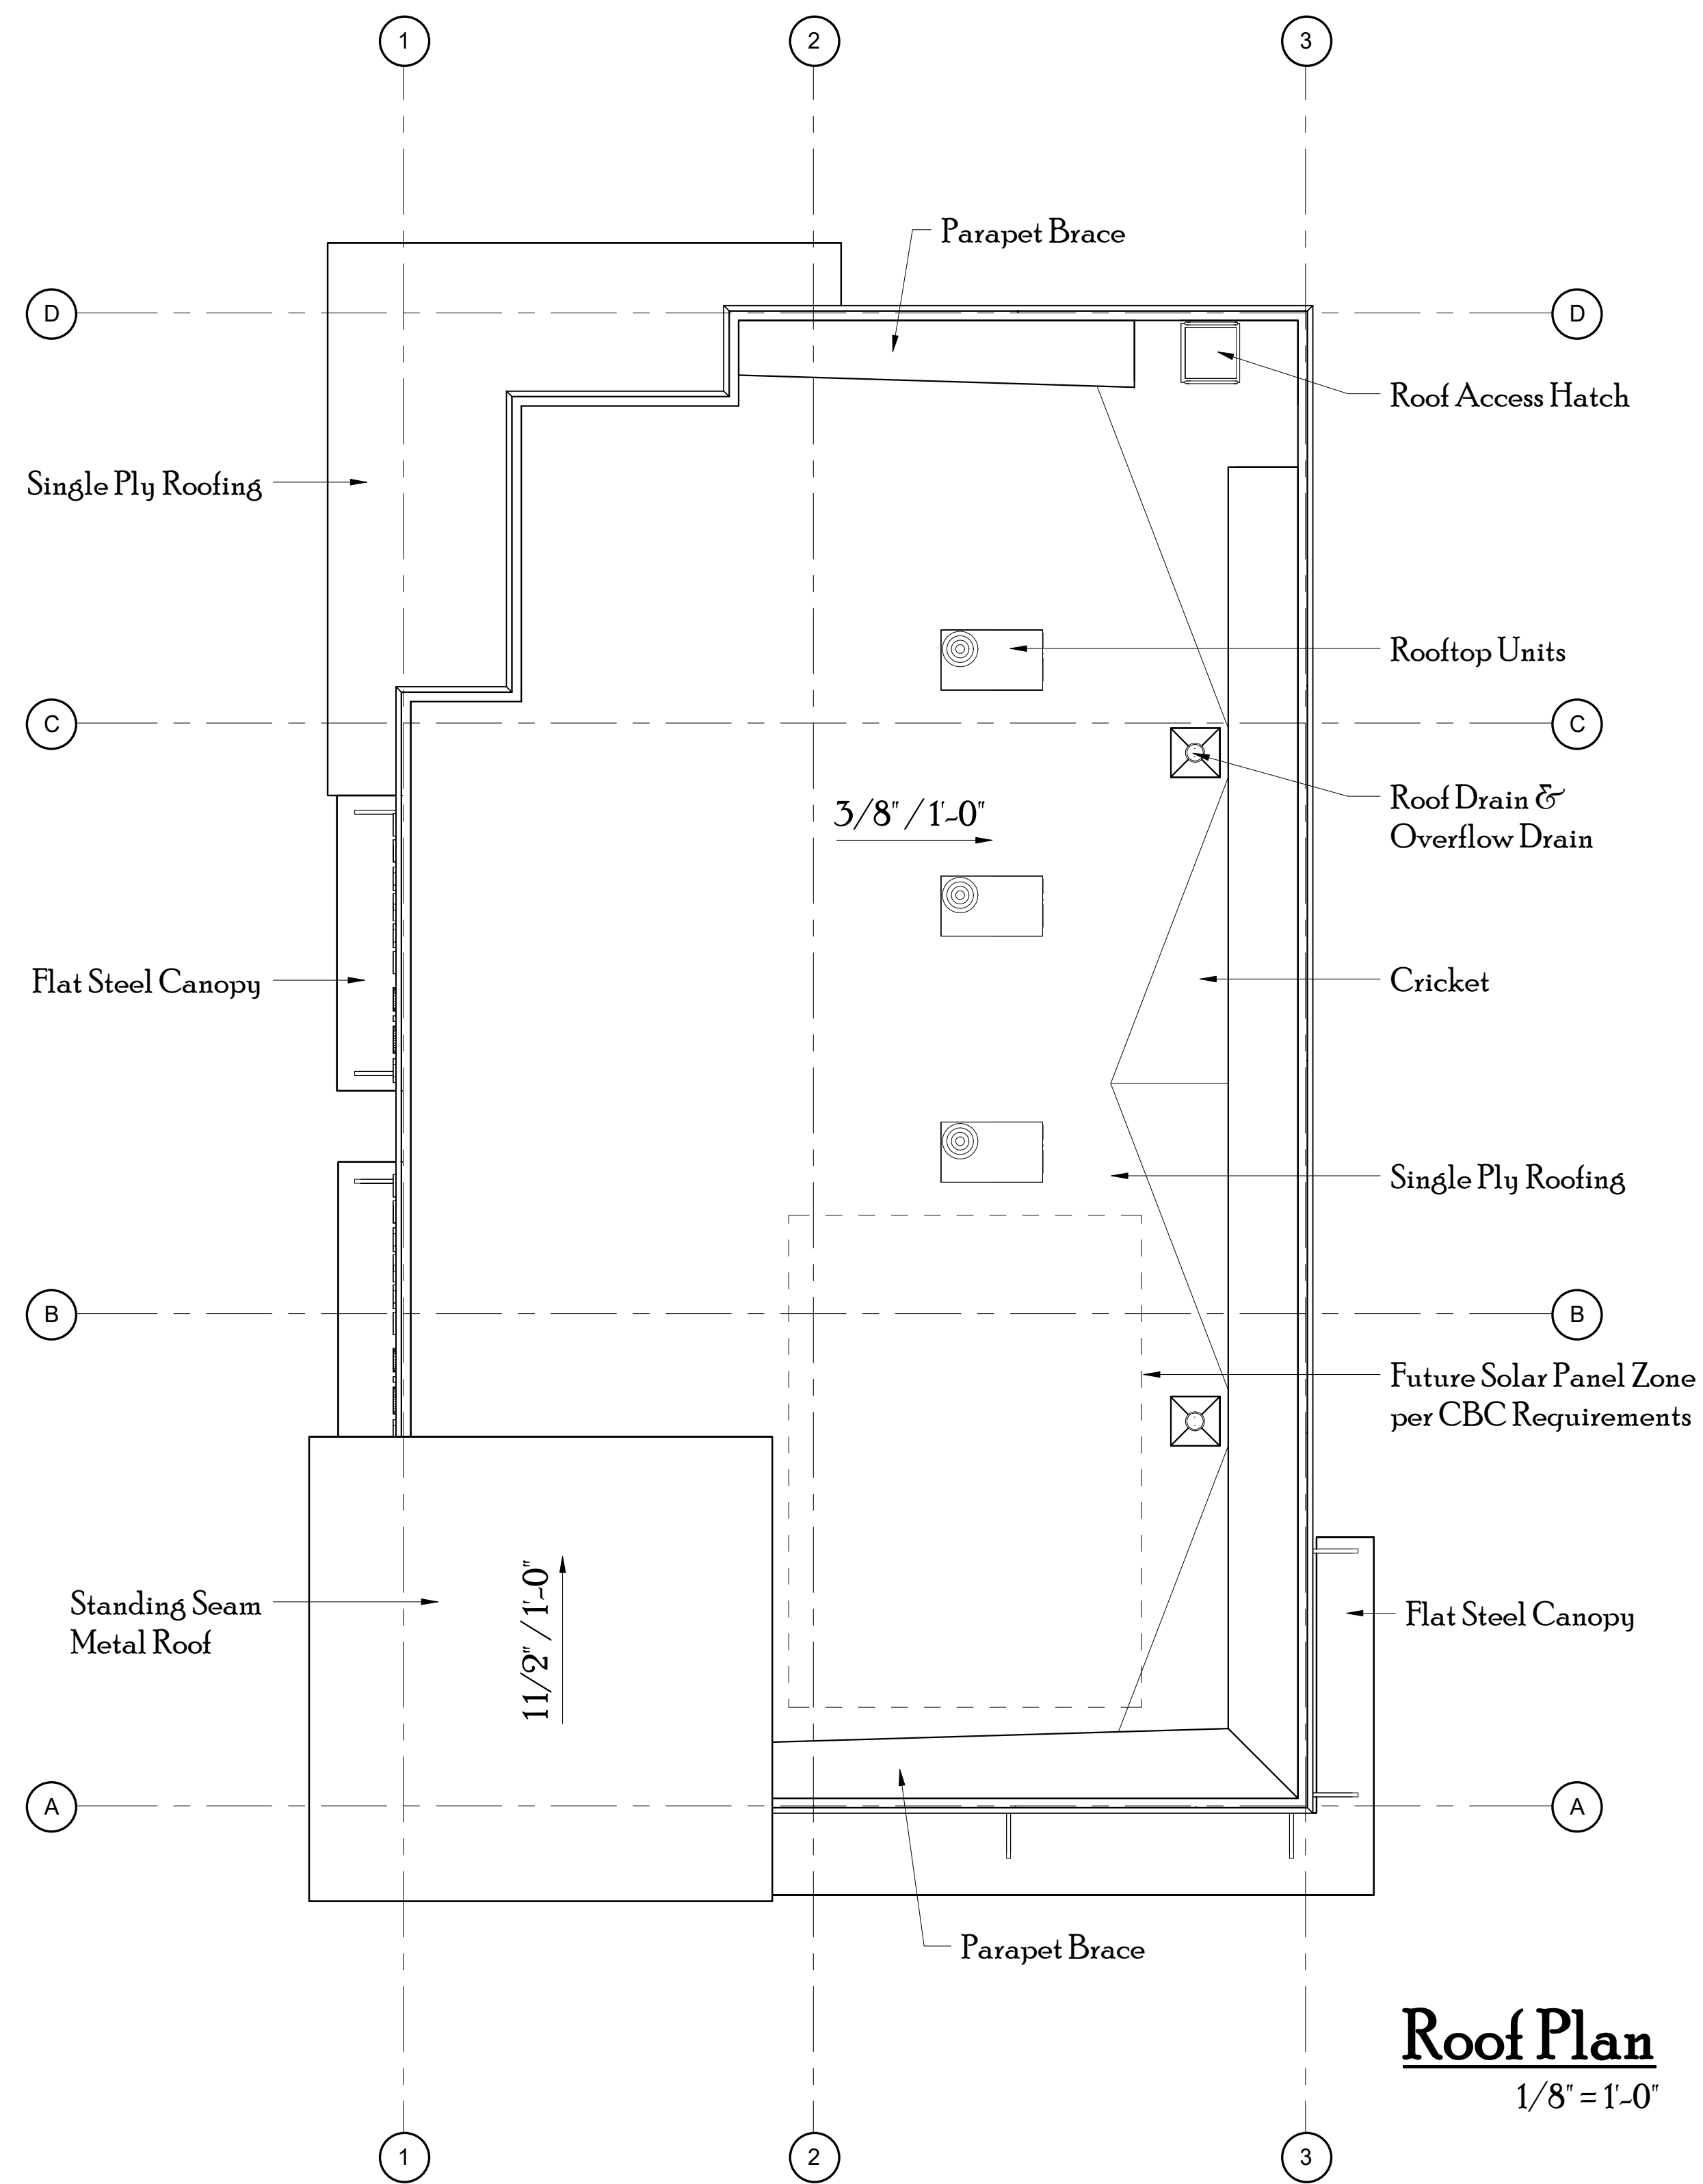 1
2
3
Parapet Brace
D
D
Roof Access Hatch
Single Ply Roofing
Rooftop Units
C
C
Roof Drain &
Overflow Drain
3/8" / 1'-0"
Flat Steel Canopy
Cricket
Single Ply Roofing
B
B
Future Solar Panel Zone
per CBC Requirements
Standing Seam
Metal Roof
11/2" / 1'-0"
Flat Steel Canopy
A
A
Parapet Brace
Roof Plan
1/8" = 1'-0"
1
2
3